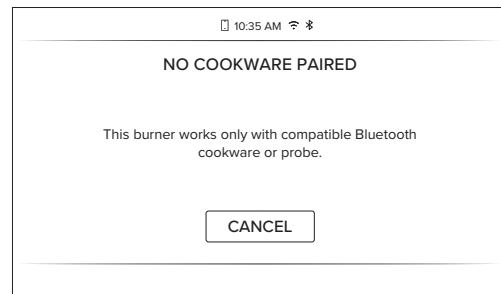 10:35 AM
NO COOKWARE PAIRED
This burner works only with compatible Bluetooth
cookware or probe.
CANCEL